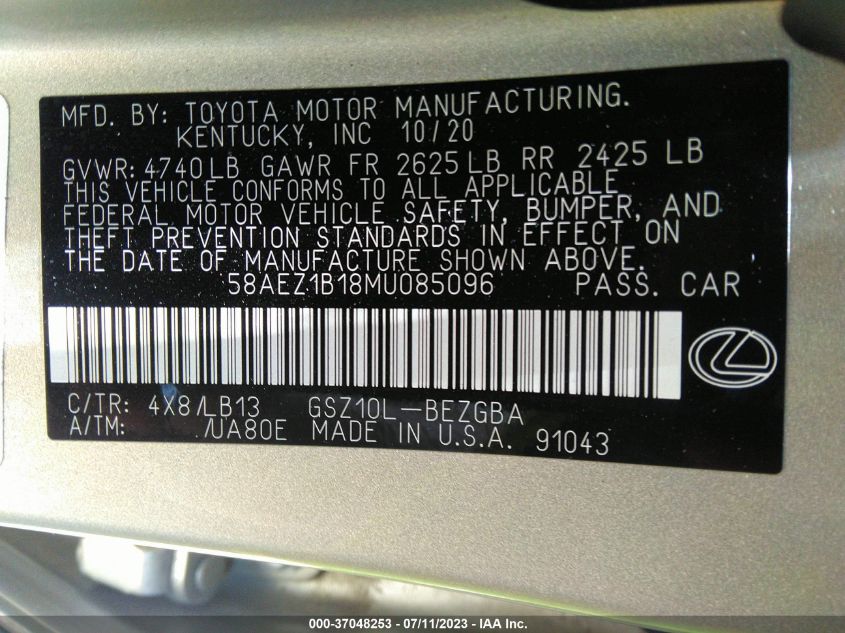 MFD. BY: TOYOTA MOTOR MANUFACTURING.
KENTUCKY, INC 10/20
GVWR: 4740LB GAWR FR 2625 LB RR 2425 LB
THIS VEHICLE CONFORMS TO ALL APPLICABLE
FEDERAL MOTOR VEHICLE SAFETY, BUMPER, AND
THEFT PREVENTION STANDARDS IN EFFECT ON
THE DATE OF MANUFACTURE SHOWN ABOVE.
58AEZ1B18MU085096 PASS. CAR
C/TR: 4X8/LB13 GSZ10L-BEZGBA
A/TM: /UA80E MADE IN U.S.A. 91043
000-37048253 - 07/11/2023 - IAA Inc.